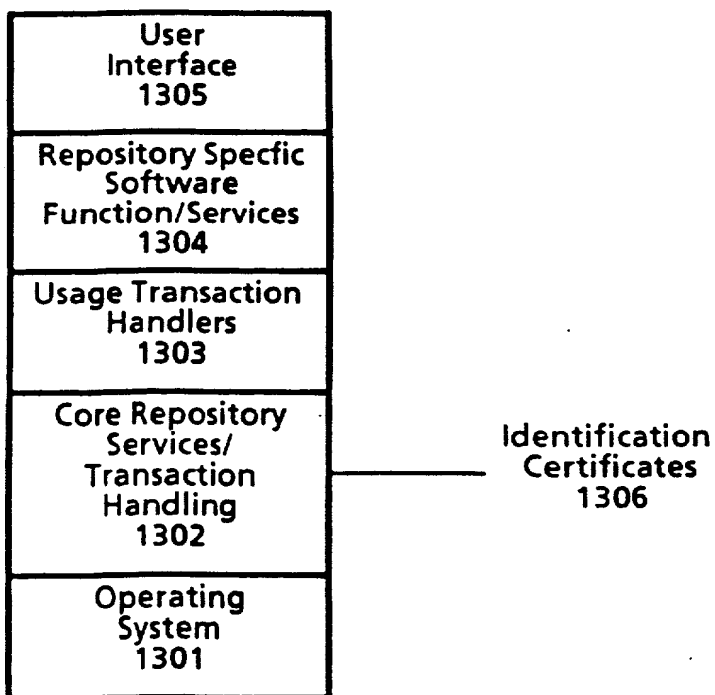 User
Interface
1305
Repository Specfic
Software
Function/Services
1304
Usage Transaction
Handlers
1303
Core Repository
Services/
Transaction
Handling
1302
Identification
Certificates
1306
Operating
System
1301